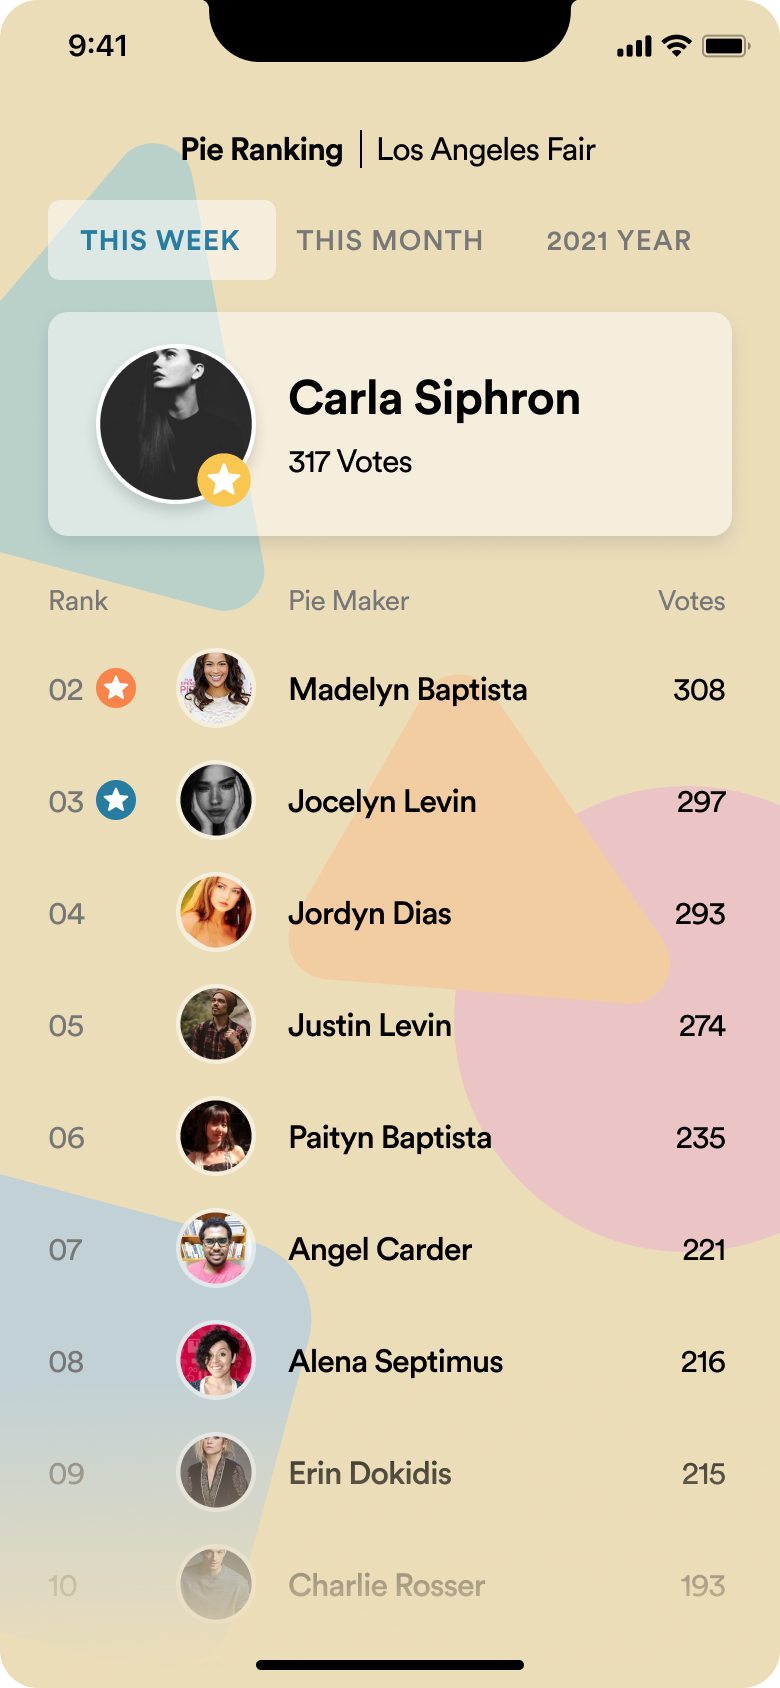 9:41
Pie Ranking | Los Angeles Fair
THIS WEEK THIS MONTH 2021 YEAR
Carla Siphron
317 Votes
Rank Pie Maker Votes
02 Madelyn Baptista 308
03 Jocelyn Levin 297
04 Jordyn Dias 293
05 Justin Levin 274
06 Paityn Baptista 235
07 Angel Carder 221
08 Alena Septimus 216
09 Erin Dokidis 215
10 Charlie Rosser 193